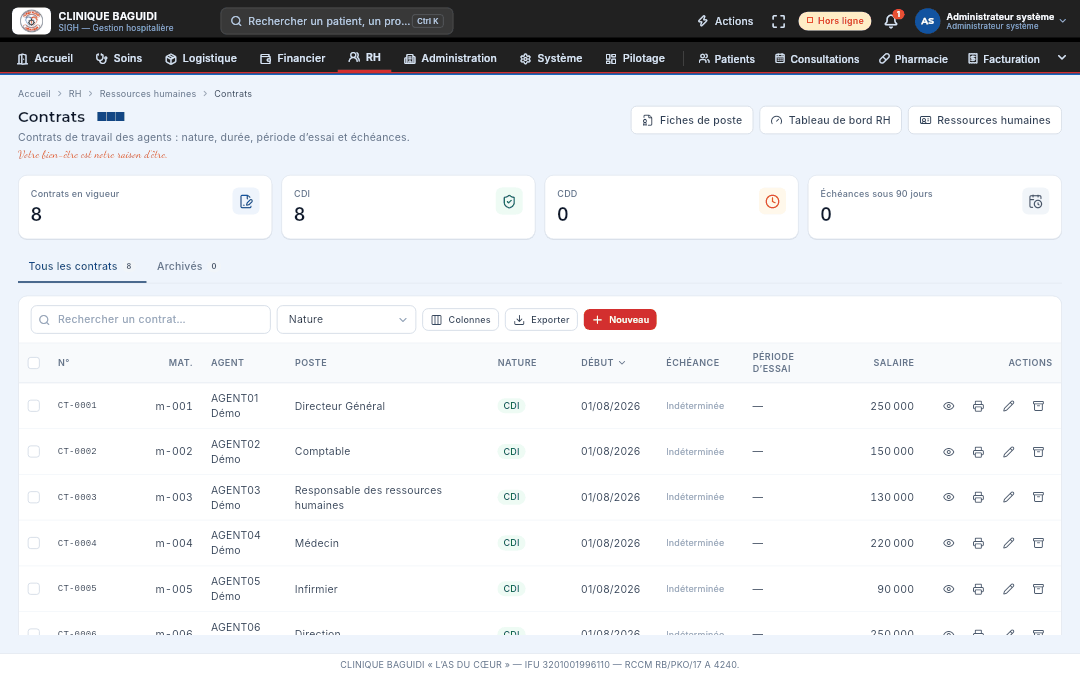 CLINIQUE BAGUIDI
SIGH — Gestion hospitalière
Rechercher un patient, un pro... Ctrl K
Actions
Hors ligne
1
AS
Administrateur système
Administrateur système
Accueil Soins Logistique Financier RH Administration Système Pilotage Patients Consultations Pharmacie Facturation
Accueil > RH > Ressources humaines > Contrats
Contrats
Contrats de travail des agents : nature, durée, période d'essai et échéances.
Votre bien-être est notre raison d'être.
Fiches de poste Tableau de bord RH Ressources humaines
Contrats en vigueur
8
CDI
8
CDD
0
Échéances sous 90 jours
0
Tous les contrats 8 Archivés 0
Rechercher un contrat... Nature Colonnes Exporter + Nouveau
N° MAT. AGENT POSTE NATURE DÉBUT ÉCHÉANCE PÉRIODE D'ESSAI SALAIRE ACTIONS
CT-0001 m-001 AGENT01 Démo Directeur Général CDI 01/08/2026 Indéterminée — 250 000
CT-0002 m-002 AGENT02 Démo Comptable CDI 01/08/2026 Indéterminée — 150 000
CT-0003 m-003 AGENT03 Démo Responsable des ressources humaines CDI 01/08/2026 Indéterminée — 130 000
CT-0004 m-004 AGENT04 Démo Médecin CDI 01/08/2026 Indéterminée — 220 000
CT-0005 m-005 AGENT05 Démo Infirmier CDI 01/08/2026 Indéterminée — 90 000
CT-0006 m-006 AGENT06 Direction CDI 01/08/2026 Indéterminée — 250 000
CLINIQUE BAGUIDI « L'AS DU CŒUR » — IFU 3201001996110 — RCCM RB/PKO/17 A 4240.